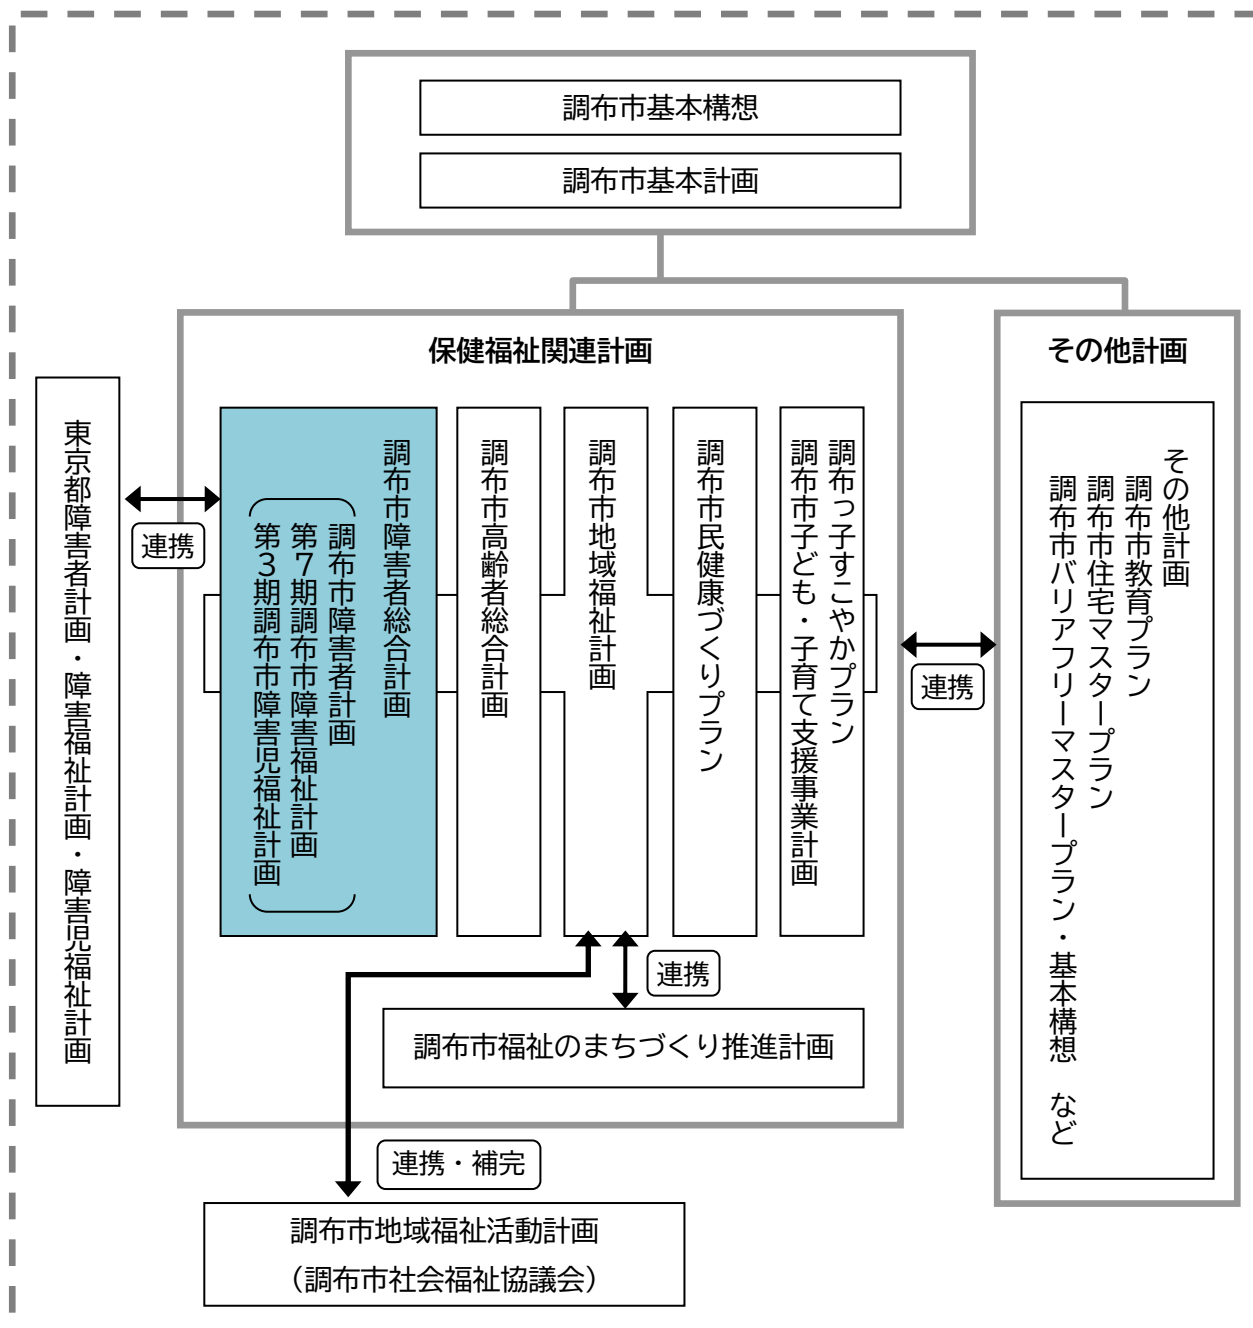 調布市基本構想
調布市基本計画
保健福祉関連計画
その他計画
東京都障害者計画・障害福祉計画・障害児福祉計画
連携
調布市障害者総合計画
調布市障害者計画
第７期調布市障害福祉計画
第３期調布市障害児福祉計画
調布市高齢者総合計画
調布市地域福祉計画
調布市民健康づくりプラン
調布っ子すこやかプラン
調布市子ども・子育て支援事業計画
連携
その他計画
調布市教育プラン
調布市住宅マスタープラン
調布市バリアフリーマスタープラン・基本構想　など
連携
調布市福祉のまちづくり推進計画
連携・補完
調布市地域福祉活動計画
（調布市社会福祉協議会）